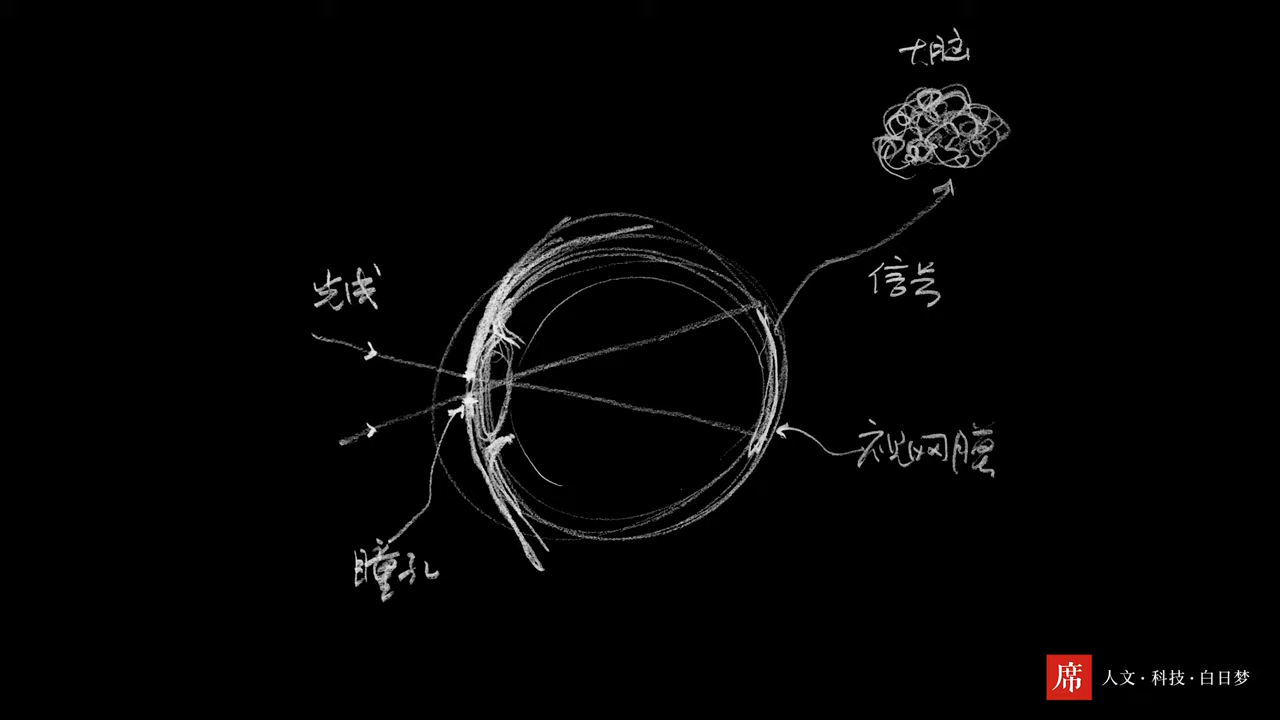 大脑
光线
信号
视网膜
瞳孔
席 人文·科技·白日梦